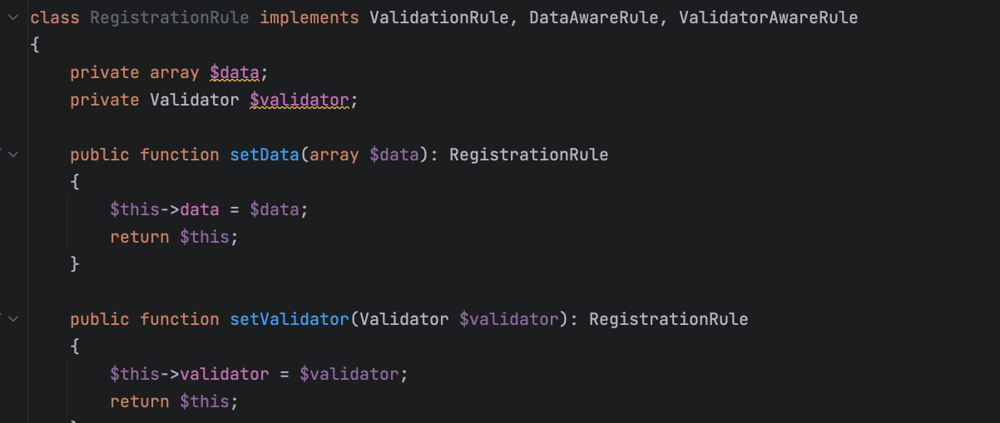 class RegistrationRule implements ValidationRule, DataAwareRule, ValidatorAwareRule
{
    private array $data;
    private Validator $validator;

    public function setData(array $data): RegistrationRule
    {
        $this->data = $data;
        return $this;
    }

    public function setValidator(Validator $validator): RegistrationRule
    {
        $this->validator = $validator;
        return $this;